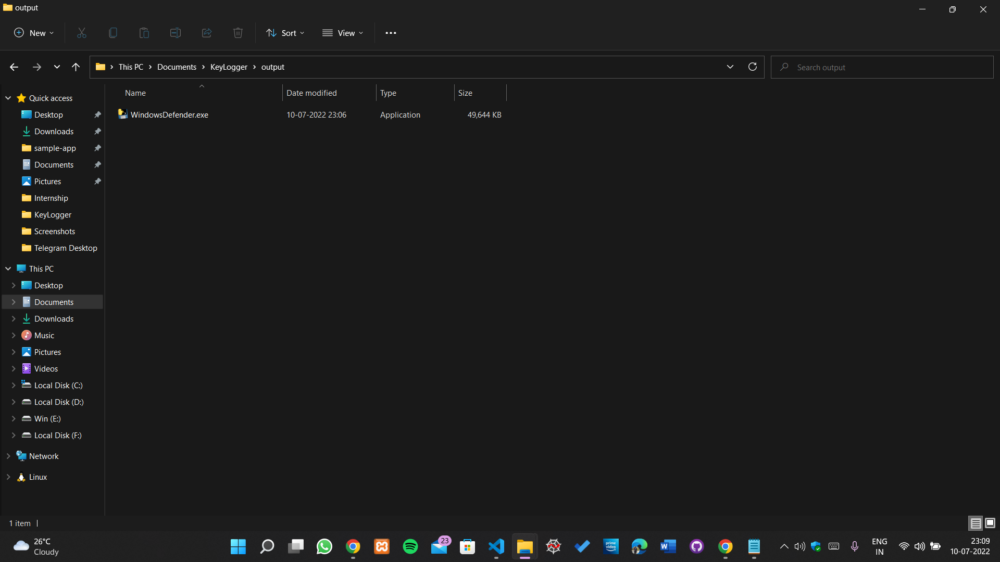 output
New
Sort
View
This PC
Documents
KeyLogger
output
Search output
Name
Date modified
Type
Size
WindowsDefender.exe
10-07-2022 23:06
Application
49,644 KB
Quick access
Desktop
Downloads
sample-app
Documents
Pictures
Internship
KeyLogger
Screenshots
Telegram Desktop
This PC
Desktop
Documents
Downloads
Music
Pictures
Videos
Local Disk (C:)
Local Disk (D:)
Win (E:)
Local Disk (F:)
Network
Linux
1 item
26°C
Cloudy
23
prime
video
W
ENG
IN
23:09
10-07-2022